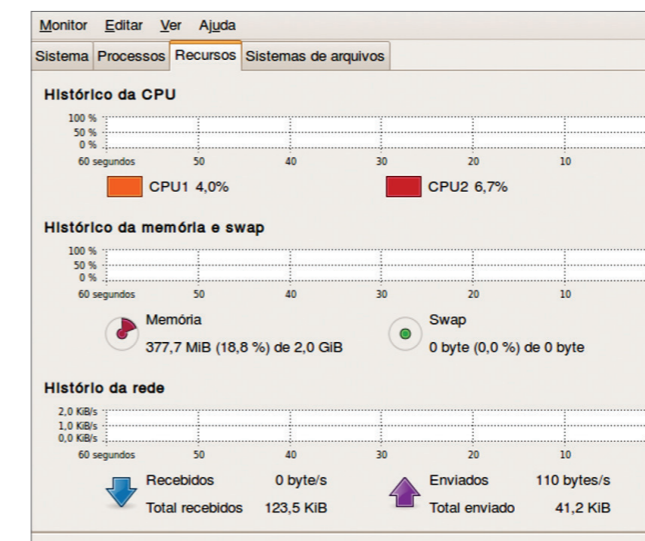 Monitor Editar Ver Ajuda
Sistema Processos Recursos Sistemas de arquivos
Histórico da CPU
100 %
50 %
0 %
60 segundos 50 40 30 20 10
CPU1 4,0% CPU2 6,7%
Histórico da memória e swap
100 %
50 %
0 %
60 segundos 50 40 30 20 10
Memória Swap
377,7 MiB (18,8 %) de 2,0 GiB 0 byte (0,0 %) de 0 byte
Histório da rede
2,0 KiB/s
1,0 KiB/s
0,0 KiB/s
60 segundos 50 40 30 20 10
Recebidos 0 byte/s Enviados 110 bytes/s
Total recebidos 123,5 KiB Total enviado 41,2 KiB